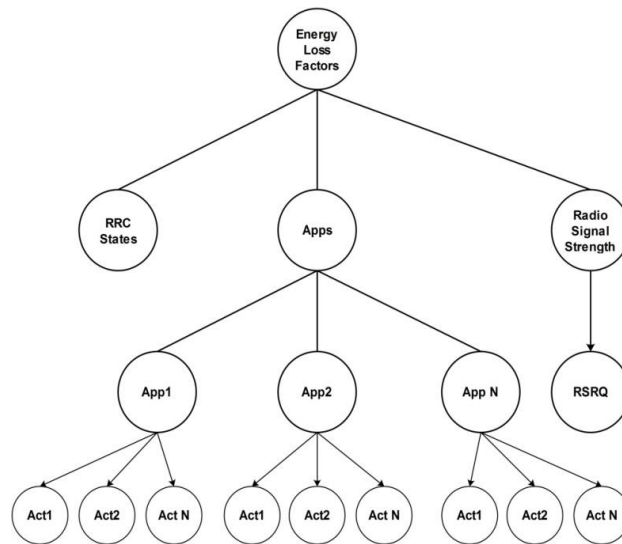 Energy
Loss
Factors
RRC
States
Apps
Radio
Signal
Strength
App1
App2
App N
RSRQ
Act1
Act2
Act N
Act1
Act2
Act N
Act1
Act2
Act N